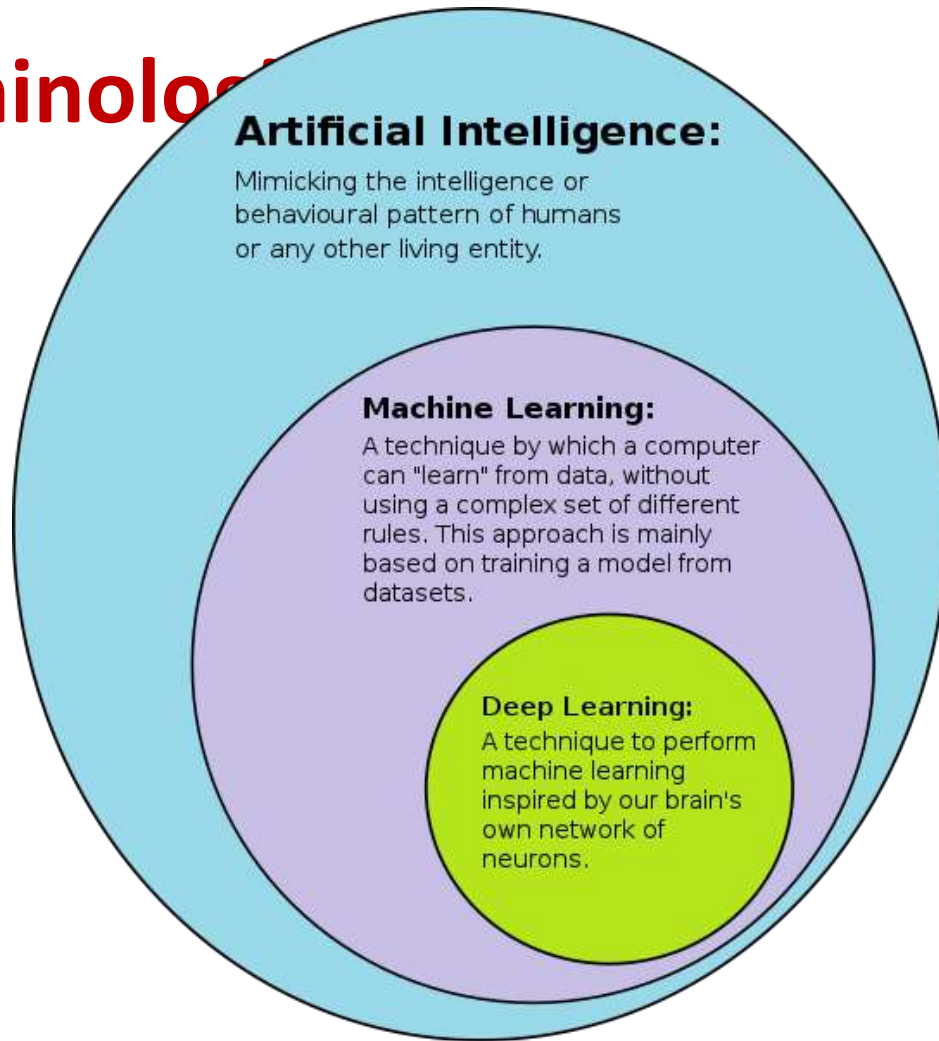 Artificial Intelligence:
Mimicking the intelligence or
behavioural pattern of humans
or any other living entity.
Machine Learning:
A technique by which a computer
can "learn" from data, without
using a complex set of different
rules. This approach is mainly
based on training a model from
datasets.
Deep Learning:
A technique to perform
machine learning
inspired by our brain's
own network of
neurons.